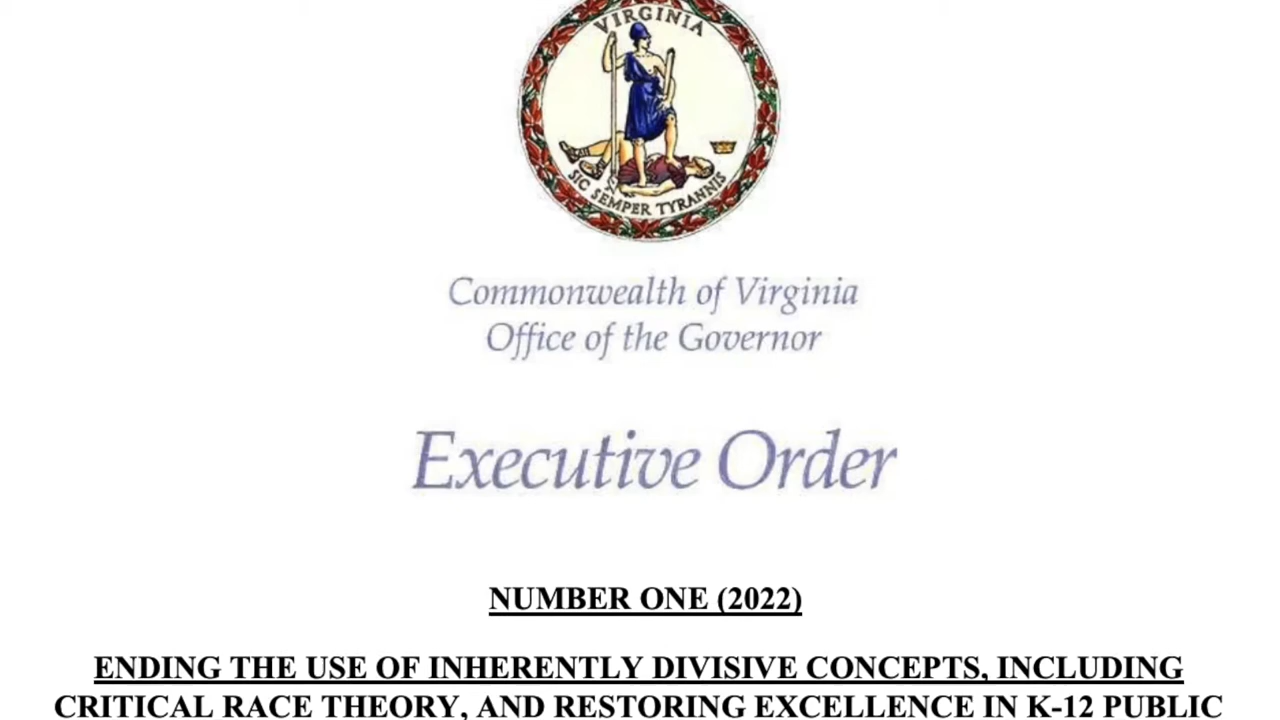 VIRGINIA
SIC SEMPER TYRANNIS
Commonwealth of Virginia
Office of the Governor
Executive Order
NUMBER ONE (2022)
ENDING THE USE OF INHERENTLY DIVISIVE CONCEPTS, INCLUDING
CRITICAL RACE THEORY, AND RESTORING EXCELLENCE IN K-12 PUBLIC